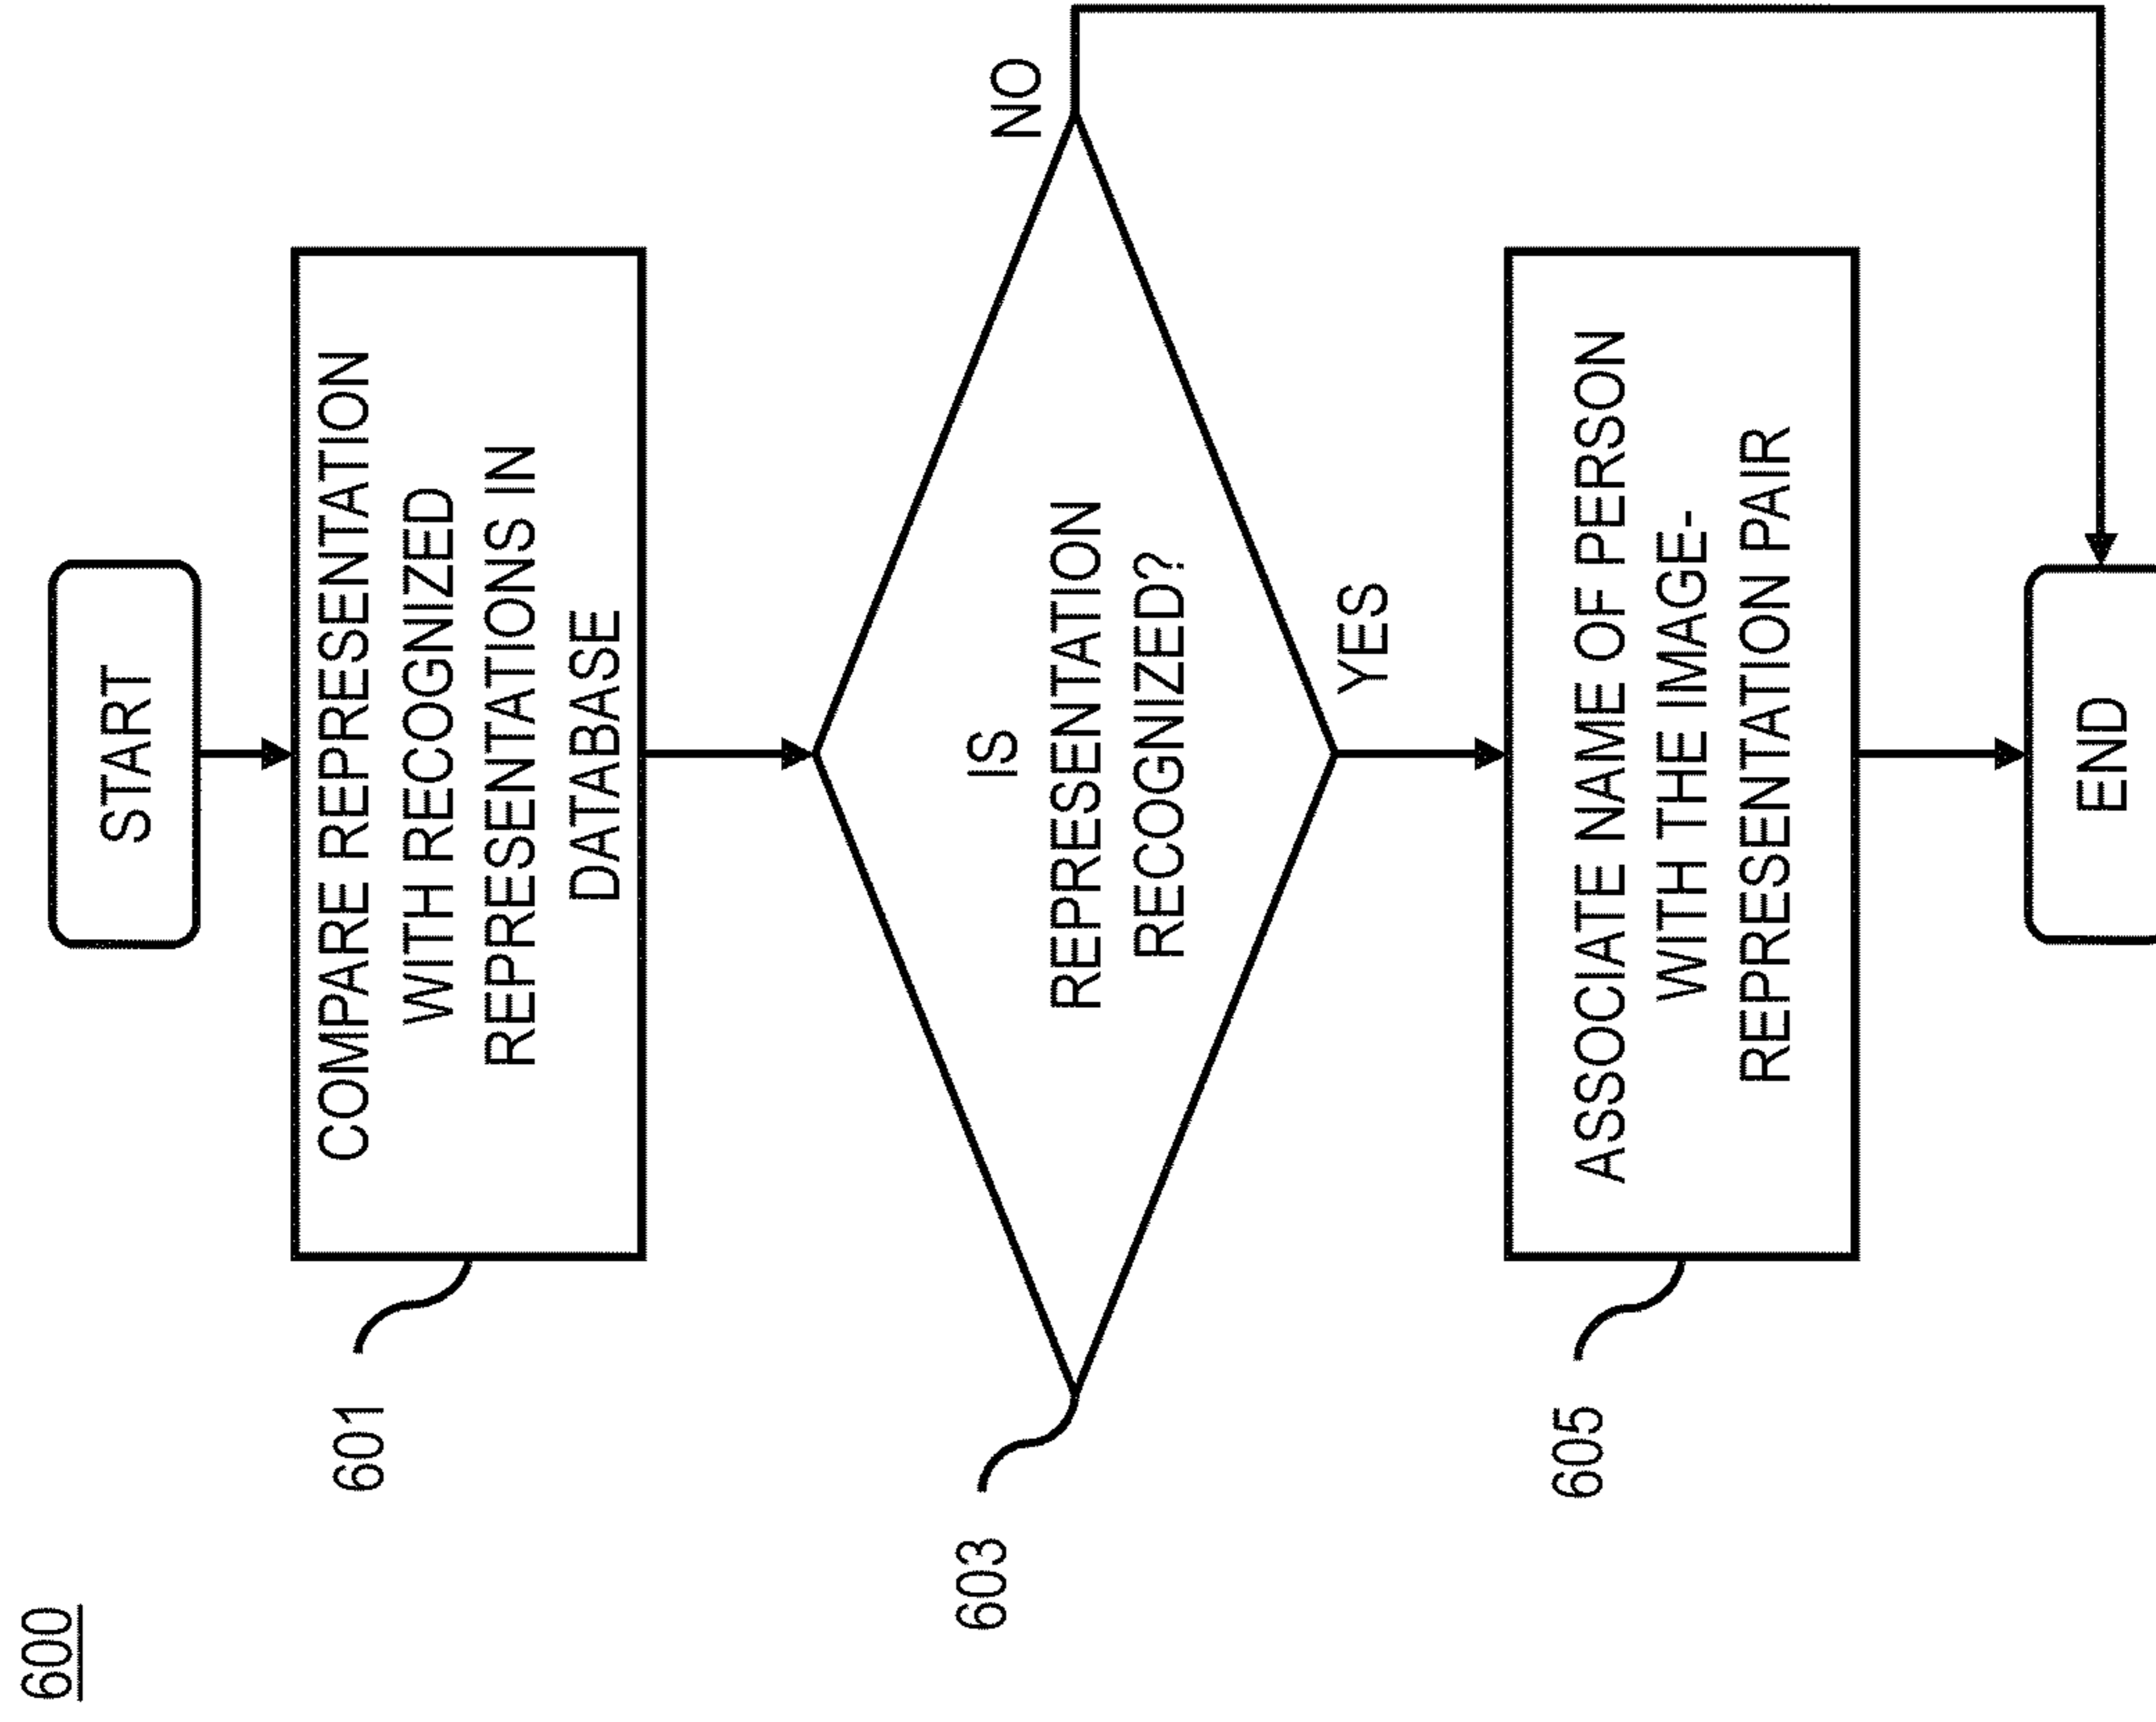 600
START
601
COMPARE REPRESENTATION
WITH RECOGNIZED
REPRESENTATIONS IN
DATABASE
603
IS
REPRESENTATION
RECOGNIZED?
NO
YES
605
ASSOCIATE NAME OF PERSON
WITH THE IMAGE-
REPRESENTATION PAIR
END